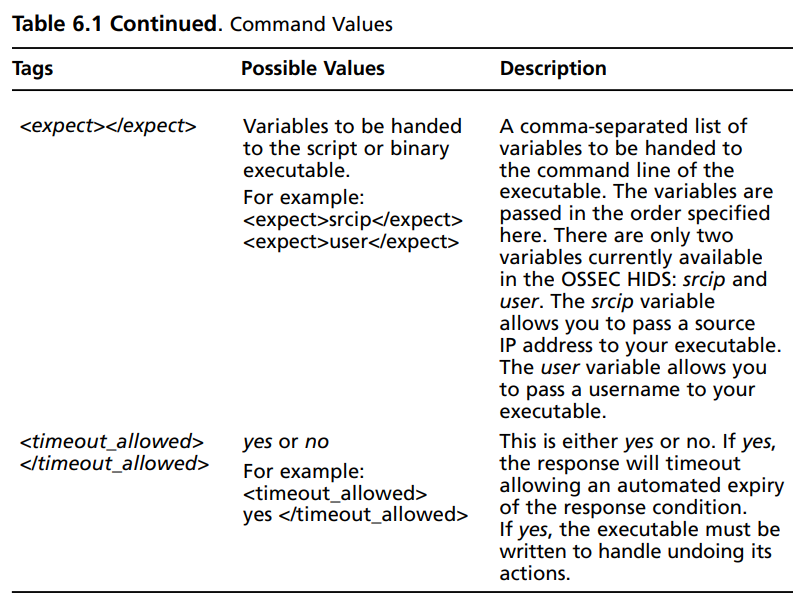 Table 6.1 Continued. Command Values
Tags
Possible Values
Description
<expect></expect>
Variables to be handed
to the script or binary
executable.
For example:
<expect>srcip</expect>
<expect>user</expect>
A comma-separated list of
variables to be handed to
the command line of the
executable. The variables are
passed in the order specified
here. There are only two
variables currently available
in the OSSEC HIDS: srcip and
user. The srcip variable
allows you to pass a source
IP address to your executable.
The user variable allows you
to pass a username to your
executable.
<timeout_allowed>
</timeout_allowed>
yes or no
For example:
<timeout_allowed>
yes </timeout_allowed>
This is either yes or no. If yes,
the response will timeout
allowing an automated expiry
of the response condition.
If yes, the executable must be
written to handle undoing its
actions.